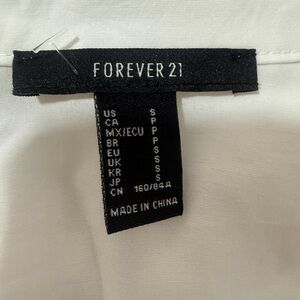 FOREVER 21
US S
CA P
MX/ECU P
BR P
EU S
UK S
KR S
JP S
CN 160/84A
MADE IN CHINA